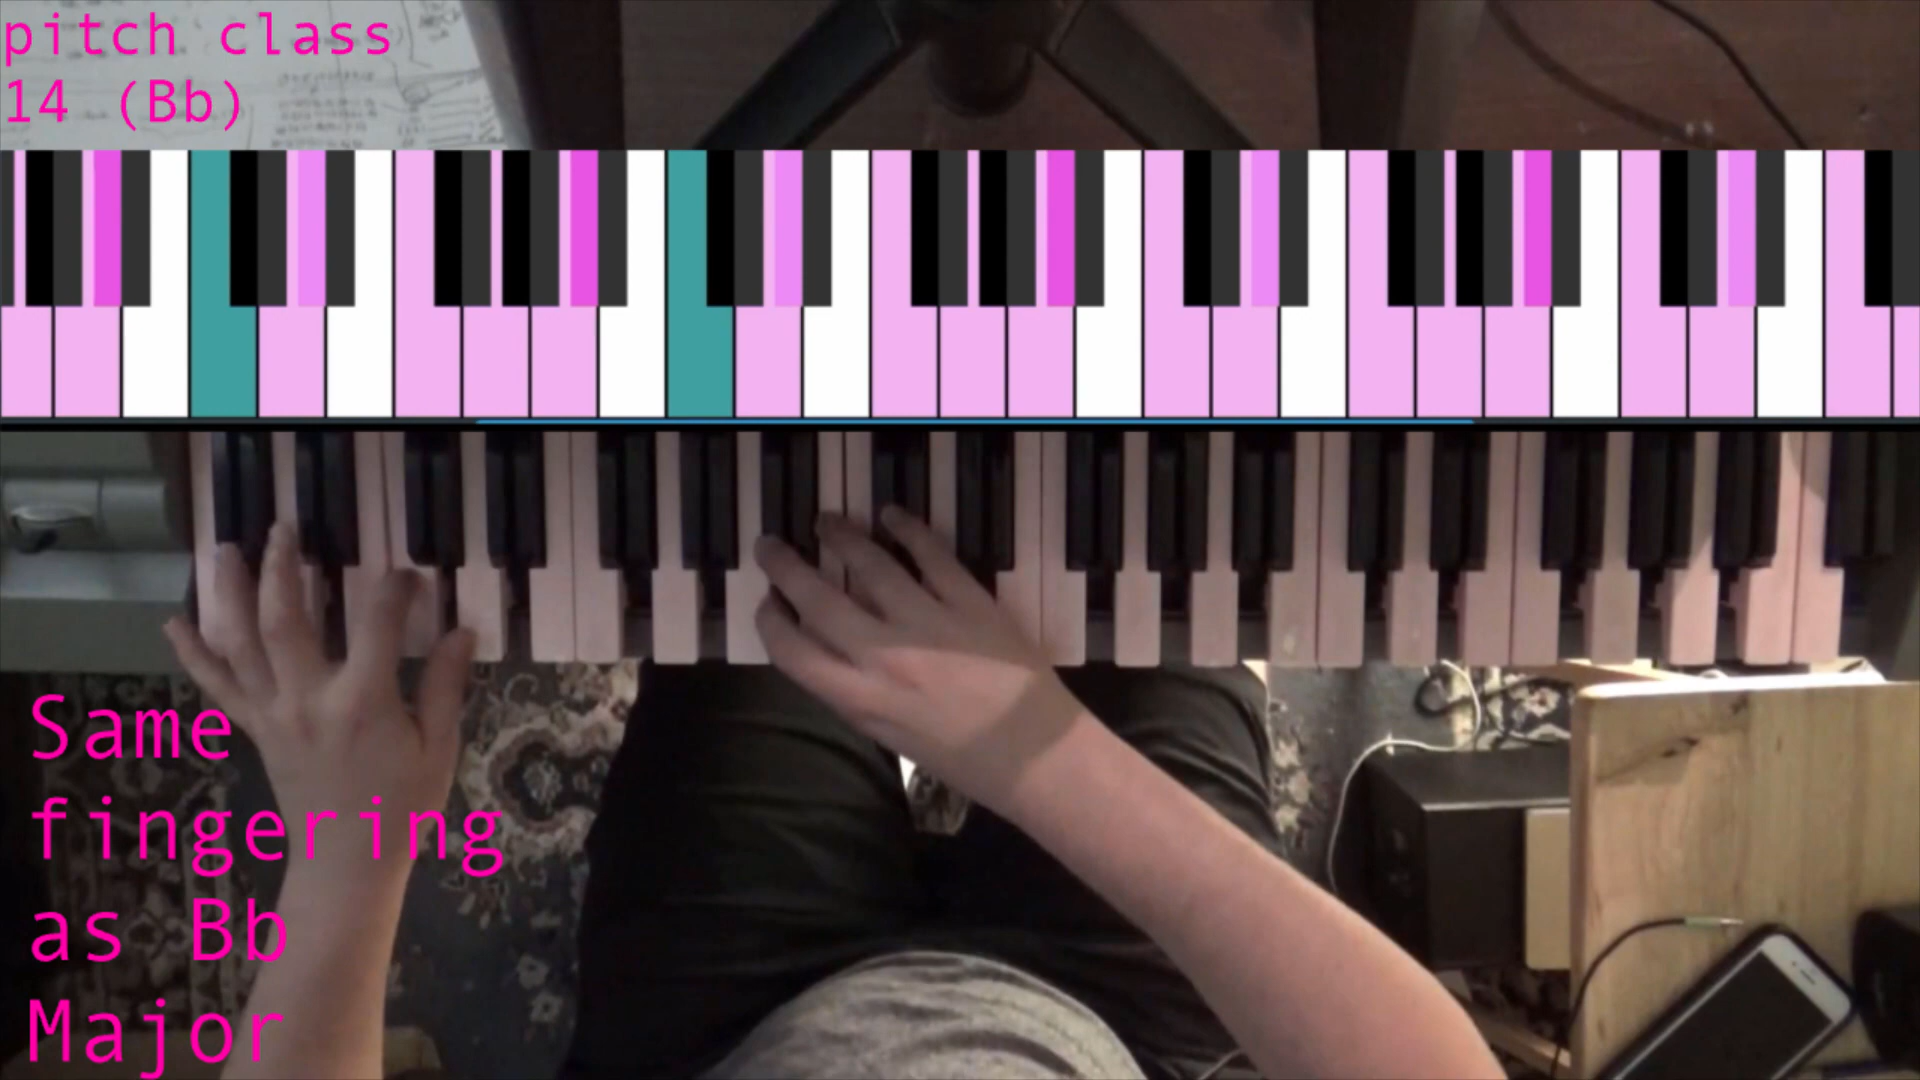 pitch class
14 (Bb)
Same
fingering
as Bb
Major